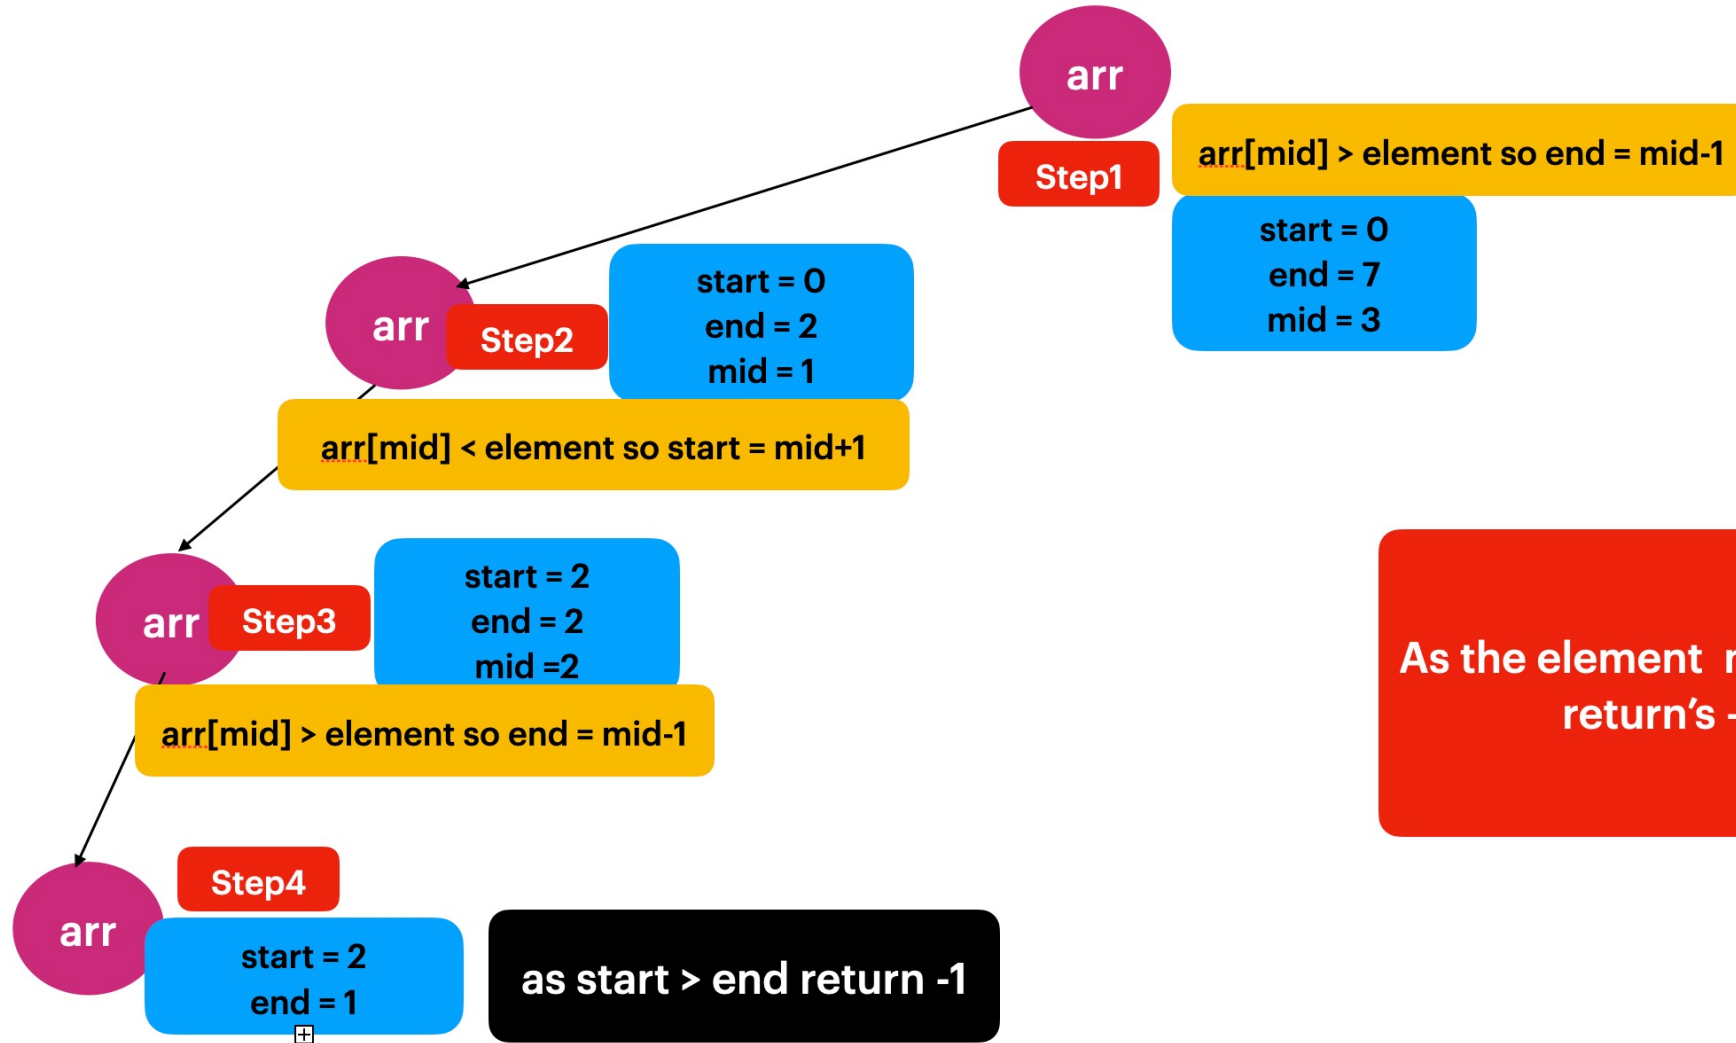 arr
Step1
arr[mid] > element so end = mid-1
start = 0
end = 7
mid = 3
arr
Step2
start = 0
end = 2
mid = 1
arr[mid] < element so start = mid+1
arr
Step3
start = 2
end = 2
mid =2
arr[mid] > element so end = mid-1
As the element
return's -
Step4
arr
start = 2
end = 1
as start > end return -1